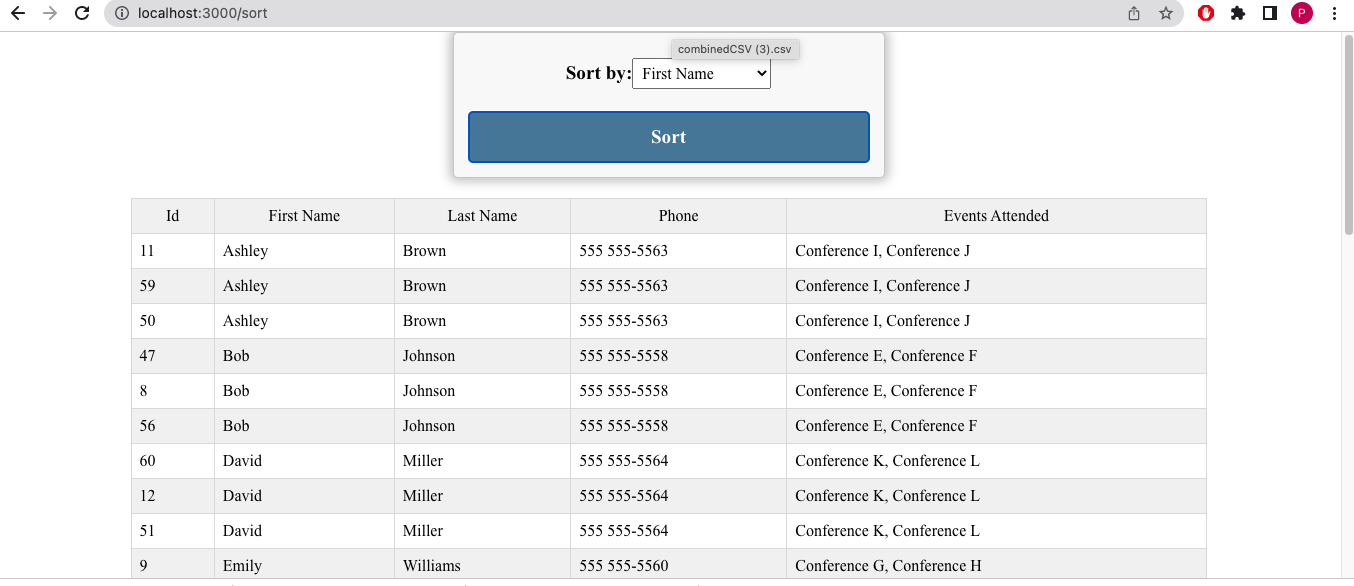 localhost:3000/sort
P
combinedCSV (3).csv
Sort by: First Name
Sort
Id First Name Last Name Phone Events Attended
11 Ashley Brown 555 555-5563 Conference I, Conference J
59 Ashley Brown 555 555-5563 Conference I, Conference J
50 Ashley Brown 555 555-5563 Conference I, Conference J
47 Bob Johnson 555 555-5558 Conference E, Conference F
8 Bob Johnson 555 555-5558 Conference E, Conference F
56 Bob Johnson 555 555-5558 Conference E, Conference F
60 David Miller 555 555-5564 Conference K, Conference L
12 David Miller 555 555-5564 Conference K, Conference L
51 David Miller 555 555-5564 Conference K, Conference L
9 Emily Williams 555 555-5560 Conference G, Conference H